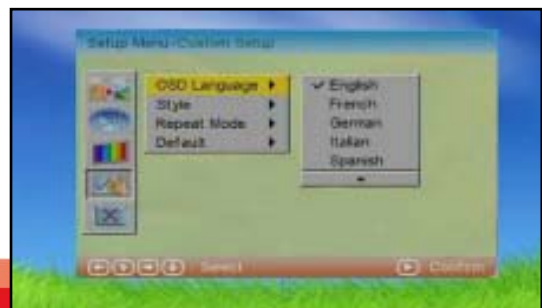 Setup Menu-Custom Setup
OSD Language
Style
Repeat Mode
Default
✓ English
French
German
Italian
Spanish
Select
Confirm